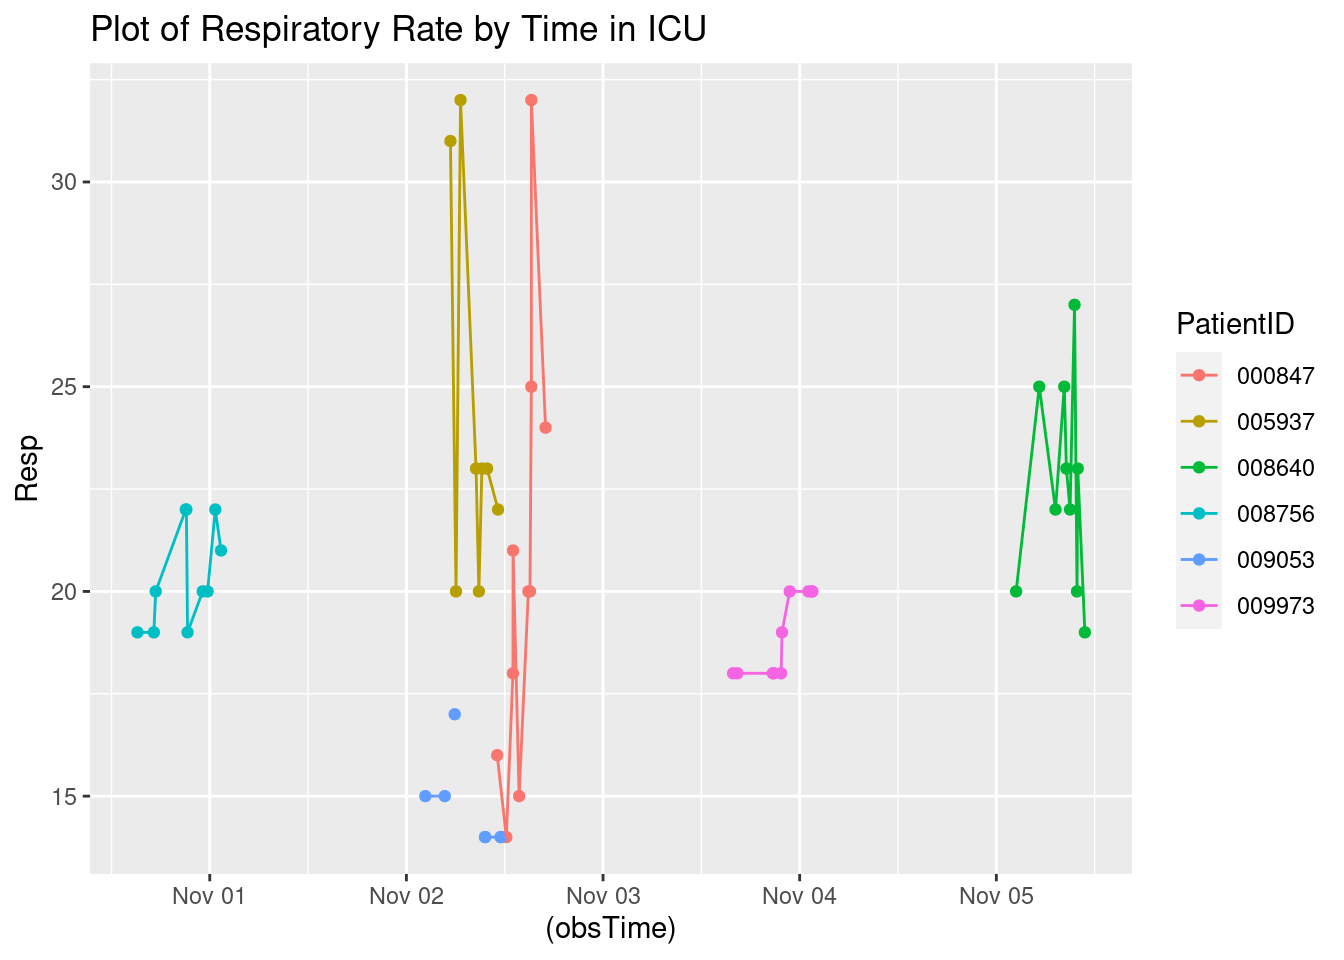 Plot of Respiratory Rate by Time in ICU
Resp
30
25
20
15
Nov 01
Nov 02
Nov 03
Nov 04
Nov 05
(obsTime)
PatientID
000847
005937
008640
008756
009053
009973